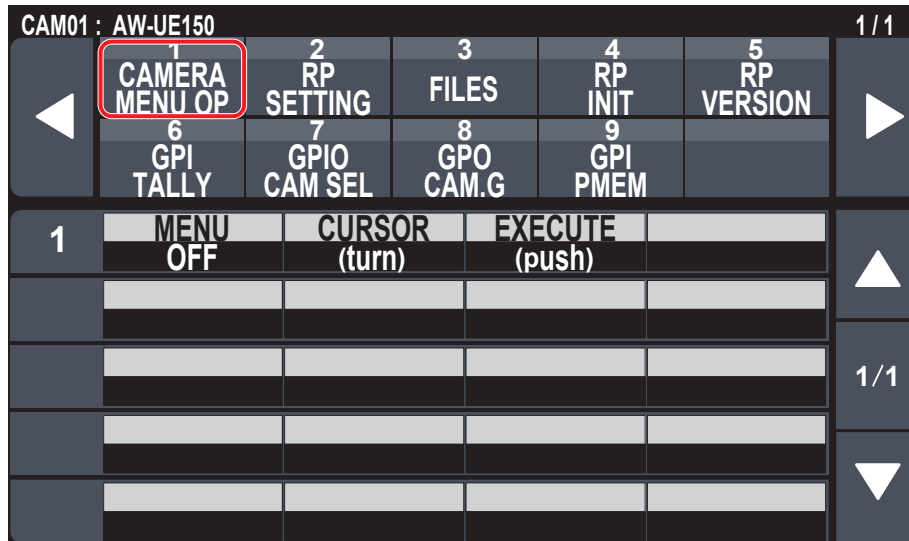 CAM01 : AW-UE150 1 / 1
1 2 3 4 5
CAMERA MENU OP RP SETTING FILES RP INIT RP VERSION
6 7 8 9
GPI TALLY GPIO CAM SEL GPO CAM.G GPI PMEM
1 MENU CURSOR EXECUTE
OFF (turn) (push)
1/1